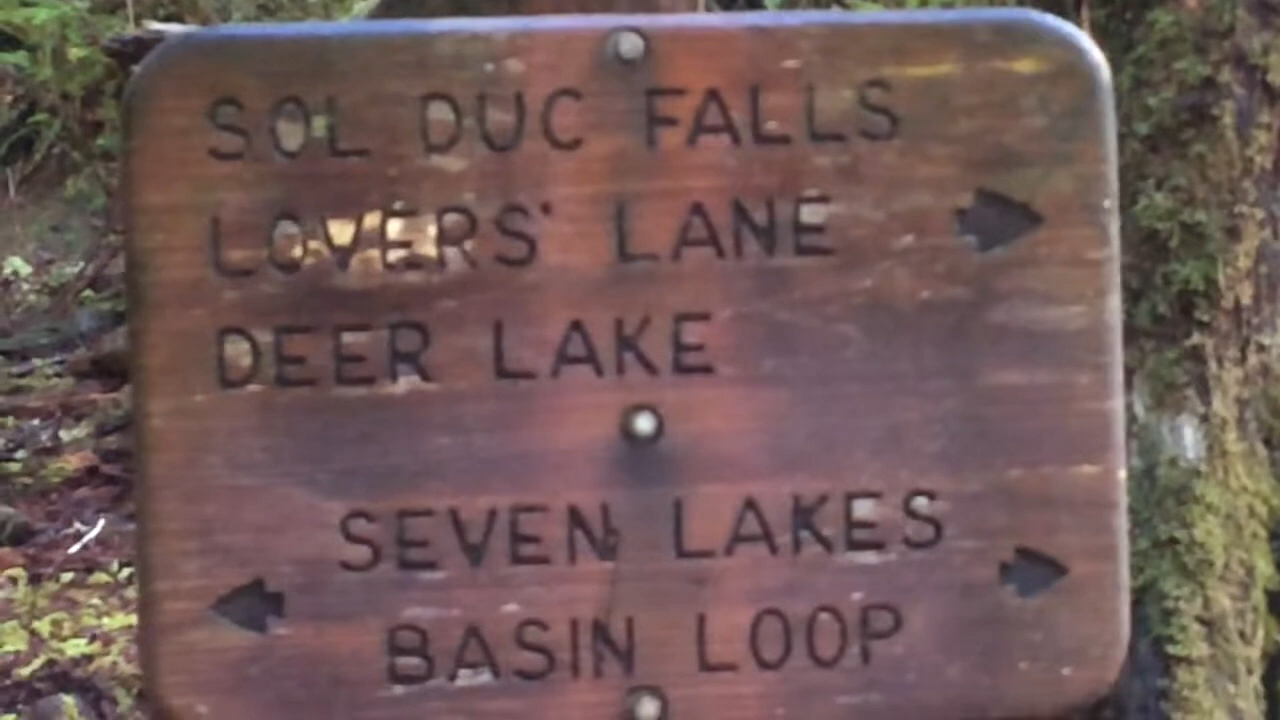 SOL DUC FALLS
LOVERS' LANE
DEER LAKE
SEVEN LAKES
BASIN LOOP